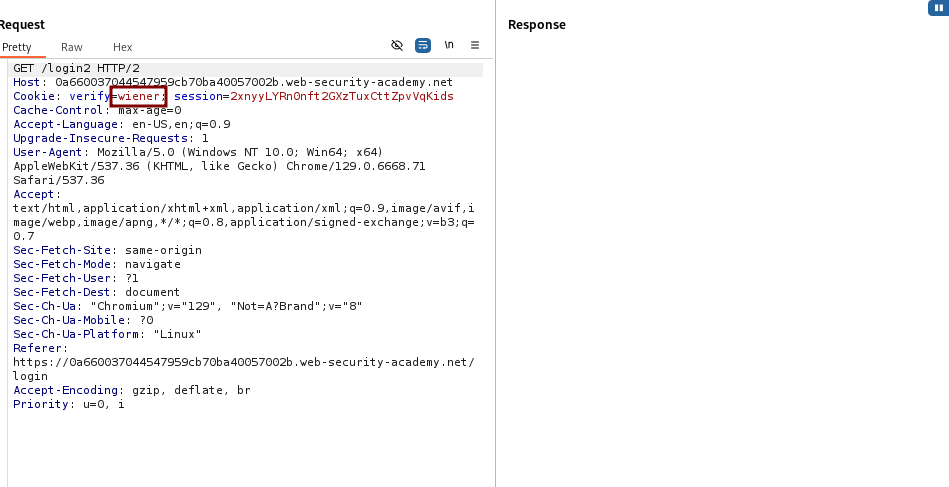 Request
Pretty Raw Hex \n
GET /login2 HTTP/2
Host: 0a660037044547959cb70ba40057002b.web-security-academy.net
Cookie: verify=wiener; session=2xnyyLYRnOnft2GXzTuxCttZpvVqKids
Cache-Control: max-age=0
Accept-Language: en-US,en;q=0.9
Upgrade-Insecure-Requests: 1
User-Agent: Mozilla/5.0 (Windows NT 10.0; Win64; x64)
AppleWebKit/537.36 (KHTML, like Gecko) Chrome/129.0.6668.71
Safari/537.36
Accept:
text/html,application/xhtml+xml,application/xml;q=0.9,image/avif,i
mage/webp,image/apng,*/*;q=0.8,application/signed-exchange;v=b3;q=
0.7
Sec-Fetch-Site: same-origin
Sec-Fetch-Mode: navigate
Sec-Fetch-User: ?1
Sec-Fetch-Dest: document
Sec-Ch-Ua: "Chromium";v="129", "Not=A?Brand";v="8"
Sec-Ch-Ua-Mobile: ?0
Sec-Ch-Ua-Platform: "Linux"
Referer:
https://0a660037044547959cb70ba40057002b.web-security-academy.net/
login
Accept-Encoding: gzip, deflate, br
Priority: u=0, i
Response